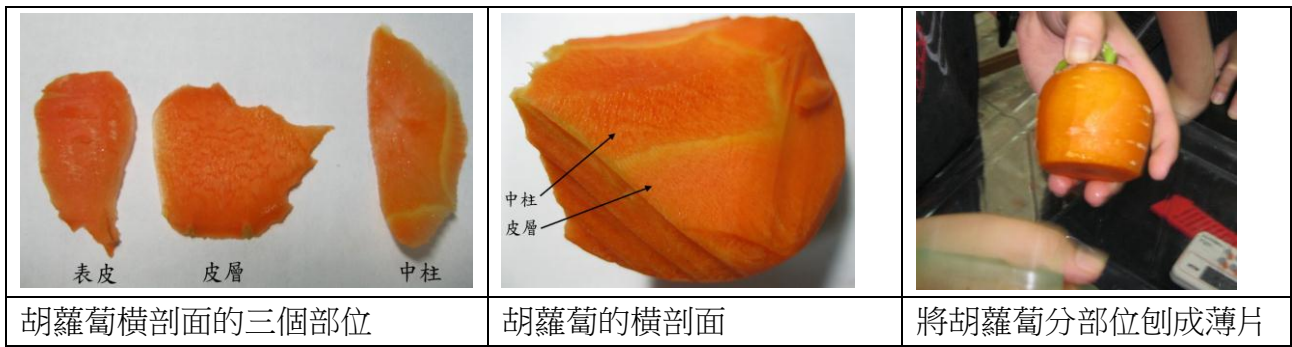 表皮
皮層
中柱
中柱
皮層
胡蘿蔔橫剖面的三個部位
胡蘿蔔的橫剖面
將胡蘿蔔分部位刨成薄片